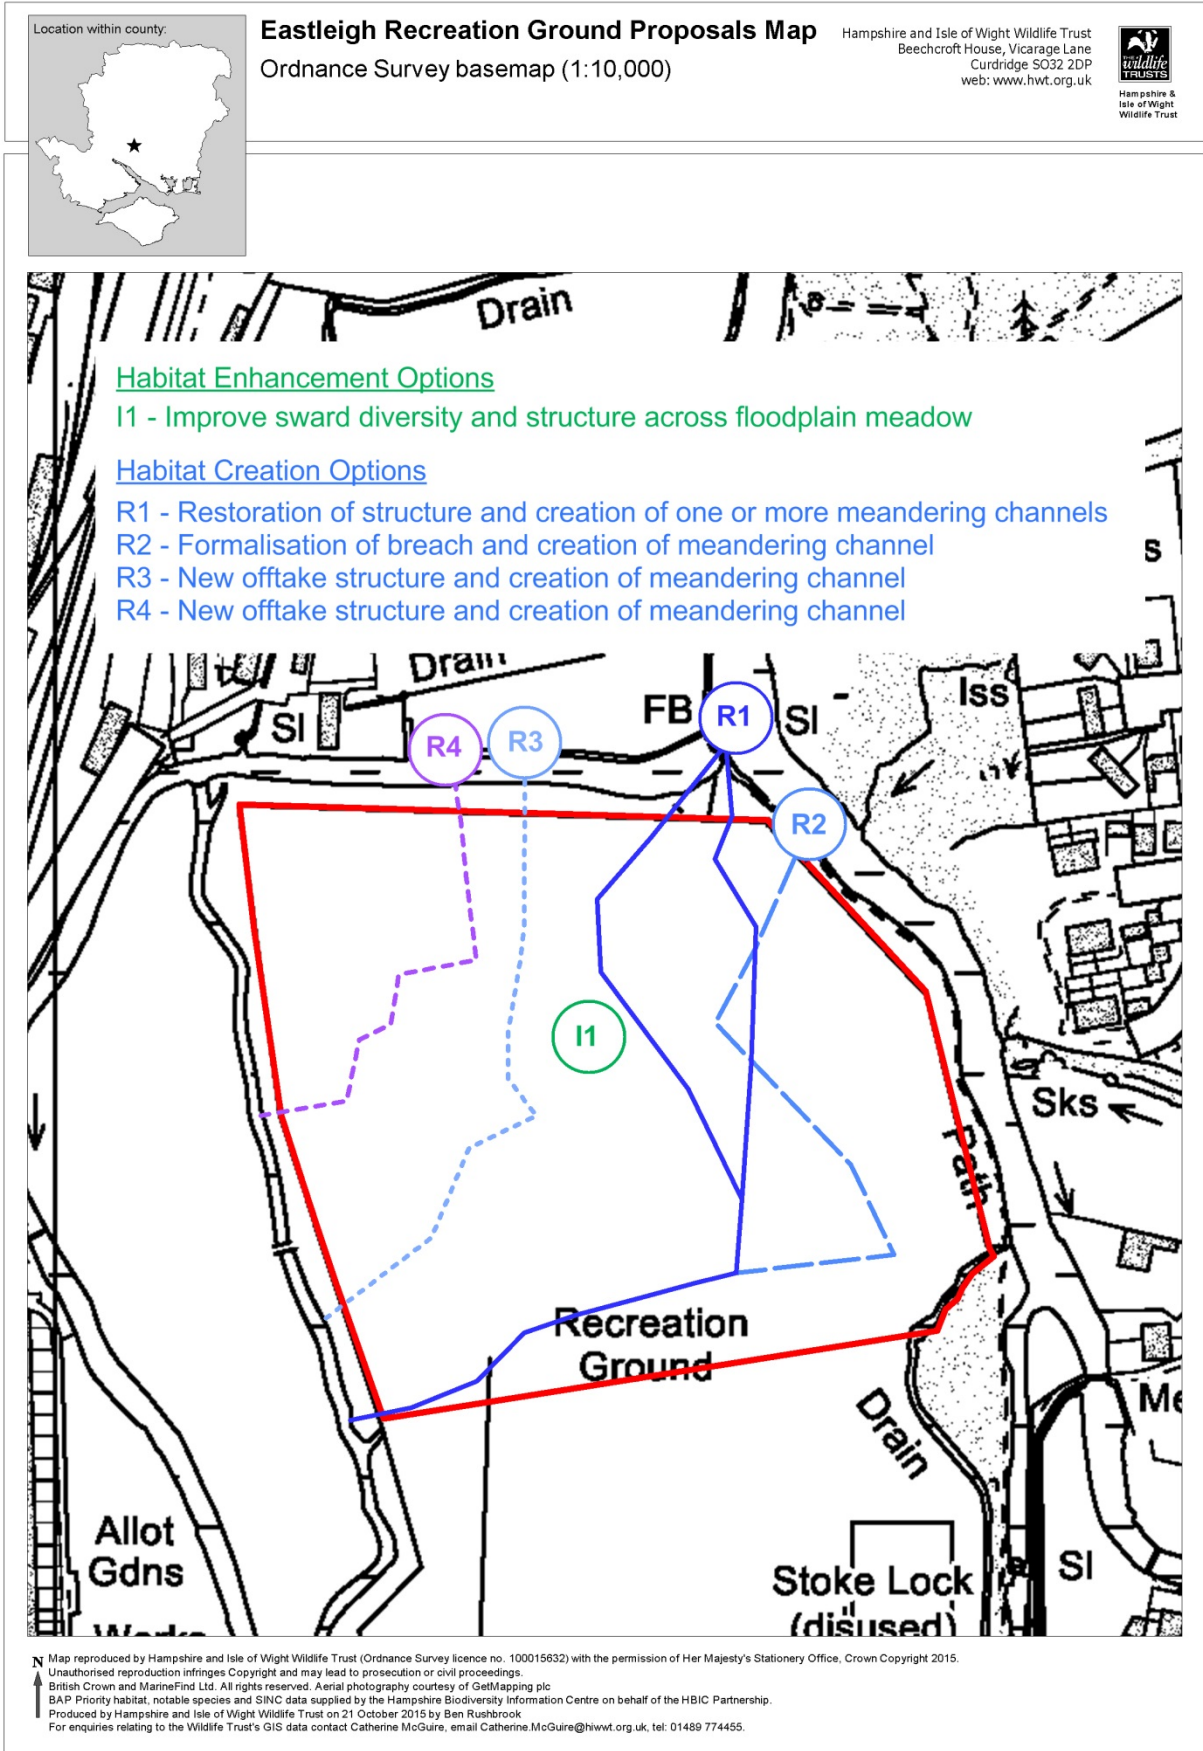 Location within county:
Eastleigh Recreation Ground Proposals Map
Ordnance Survey basemap (1:10,000)
Hampshire and Isle of Wight Wildlife Trust
Beechcroft House, Vicarage Lane
Curdridge SO32 2DP
web: www.hwt.org.uk
THE
wildlife
TRUSTS
Hampshire &
Isle of Wight
Wildlife Trust
Drain
Habitat Enhancement Options
I1 - Improve sward diversity and structure across floodplain meadow
Habitat Creation Options
R1 - Restoration of structure and creation of one or more meandering channels
R2 - Formalisation of breach and creation of meandering channel
R3 - New offtake structure and creation of meandering channel
R4 - New offtake structure and creation of meandering channel
s
Drain
Sl
R4
R3
FB
R1
Sl
Iss
R2
I1
Sks
Path
Recreation
Ground
Drain
Me
Allot
Gdns
Works
Stoke Lock
(disused)
Sl
N
Map reproduced by Hampshire and Isle of Wight Wildlife Trust (Ordnance Survey licence no. 100015632) with the permission of Her Majesty's Stationery Office, Crown Copyright 2015.
Unauthorised reproduction infringes Copyright and may lead to prosecution or civil proceedings.
British Crown and MarineFind Ltd. All rights reserved. Aerial photography courtesy of GetMapping plc
BAP Priority habitat, notable species and SINC data supplied by the Hampshire Biodiversity Information Centre on behalf of the HBIC Partnership.
Produced by Hampshire and Isle of Wight Wildlife Trust on 21 October 2015 by Ben Rushbrook
For enquiries relating to the Wildlife Trust's GIS data contact Catherine McGuire, email Catherine.McGuire@hiwwt.org.uk, tel: 01489 774455.